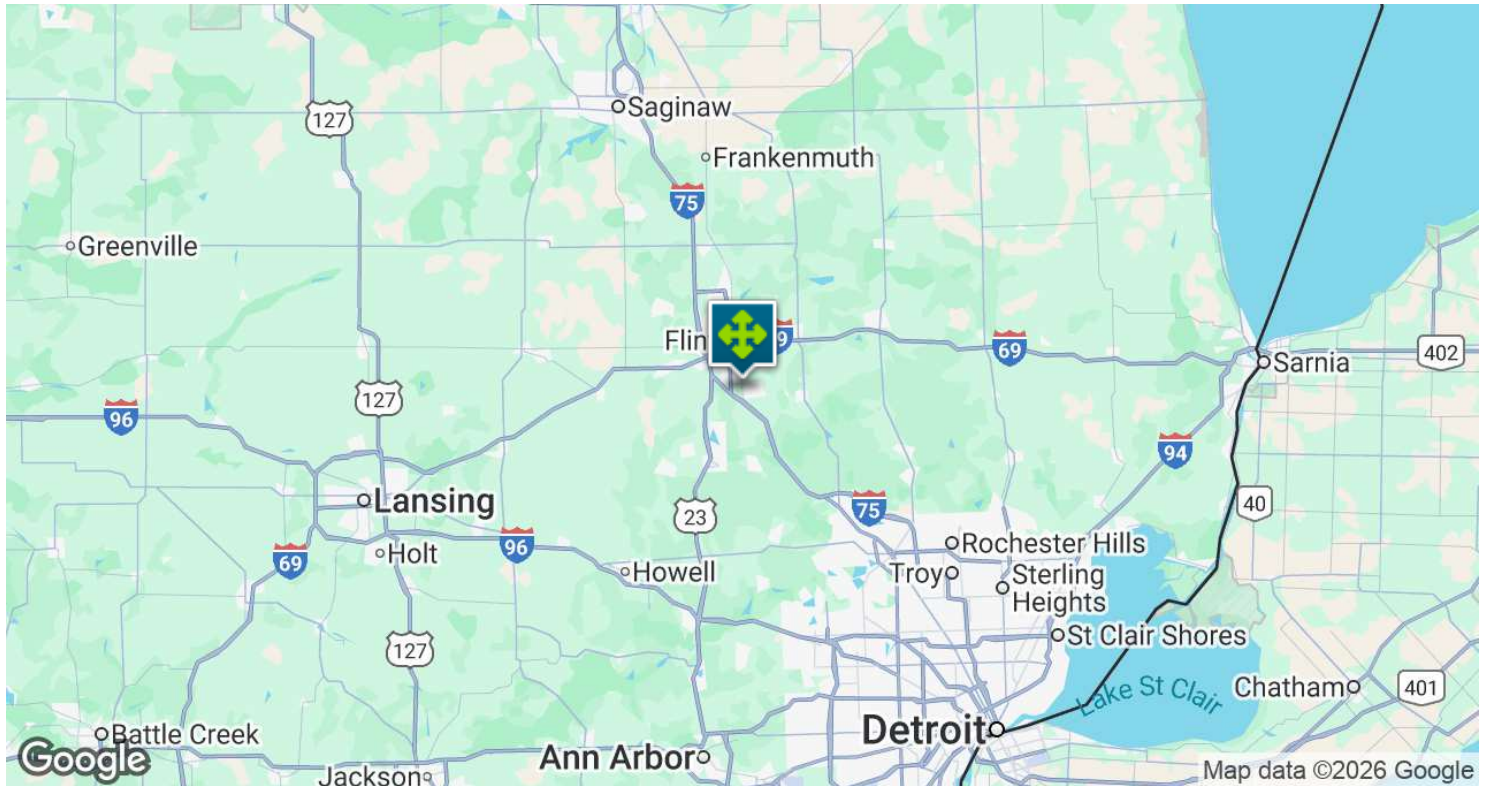 127
Saginaw
Frankenmuth
75
Greenville
Flin
9
69
Sarnia
402
127
96
94
Lansing
40
23
75
Holt
69
96
Rochester Hills
Howell
Troy
Sterling
Heights
St Clair Shores
127
Lake St Clair
Chatham
401
Battle Creek
Detroit
Ann Arbor
Google
Jackson
Map data ©2026 Google